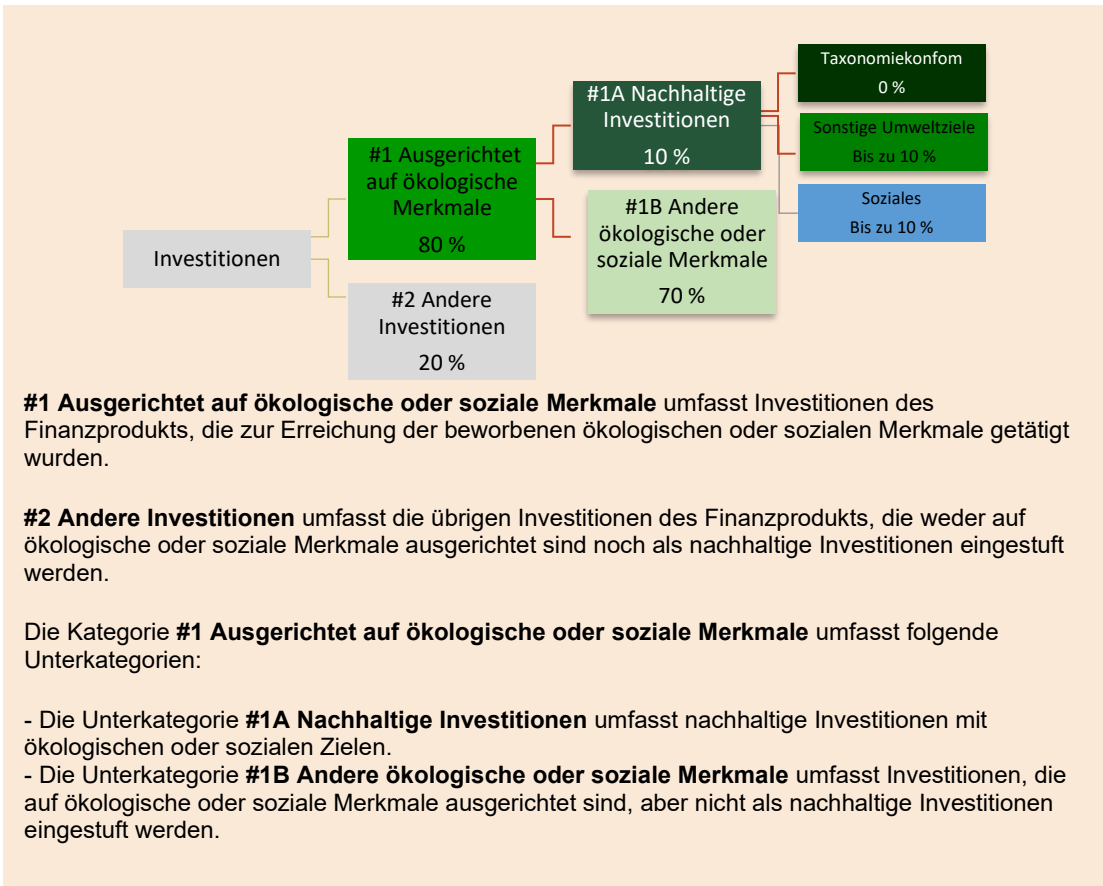 Taxonomiekonfom
0 %
#1A Nachhaltige
Investitionen
10 %
Sonstige Umweltziele
Bis zu 10 %
#1 Ausgerichtet
auf ökologische
Merkmale
80 %
#1B Andere
ökologische oder
soziale Merkmale
70 %
Soziales
Bis zu 10 %
Investitionen
#2 Andere
Investitionen
20 %
#1 Ausgerichtet auf ökologische oder soziale Merkmale umfasst Investitionen des
Finanzprodukts, die zur Erreichung der beworbenen ökologischen oder sozialen Merkmale getätigt
wurden.
#2 Andere Investitionen umfasst die übrigen Investitionen des Finanzprodukts, die weder auf
ökologische oder soziale Merkmale ausgerichtet sind noch als nachhaltige Investitionen eingestuft
werden.
Die Kategorie #1 Ausgerichtet auf ökologische oder soziale Merkmale umfasst folgende
Unterkategorien:
- Die Unterkategorie #1A Nachhaltige Investitionen umfasst nachhaltige Investitionen mit
ökologischen oder sozialen Zielen.
- Die Unterkategorie #1B Andere ökologische oder soziale Merkmale umfasst Investitionen, die
auf ökologische oder soziale Merkmale ausgerichtet sind, aber nicht als nachhaltige Investitionen
eingestuft werden.